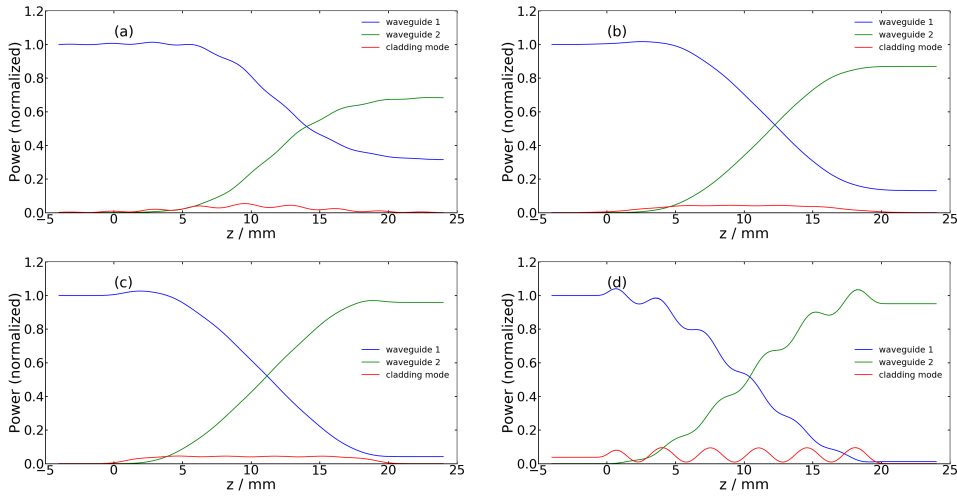 1.2
1.0
0.8
0.6
0.4
0.2
0.0
Power (normalized)
(a)
waveguide 1
waveguide 2
cladding mode
−5 0 5 10 15 20 25
z / mm
1.2
1.0
0.8
0.6
0.4
0.2
0.0
Power (normalized)
(b)
waveguide 1
waveguide 2
cladding mode
−5 0 5 10 15 20 25
z / mm
1.2
1.0
0.8
0.6
0.4
0.2
0.0
Power (normalized)
(c)
waveguide 1
waveguide 2
cladding mode
−5 0 5 10 15 20 25
z / mm
1.2
1.0
0.8
0.6
0.4
0.2
0.0
Power (normalized)
(d)
waveguide 1
waveguide 2
cladding mode
−5 0 5 10 15 20 25
z / mm